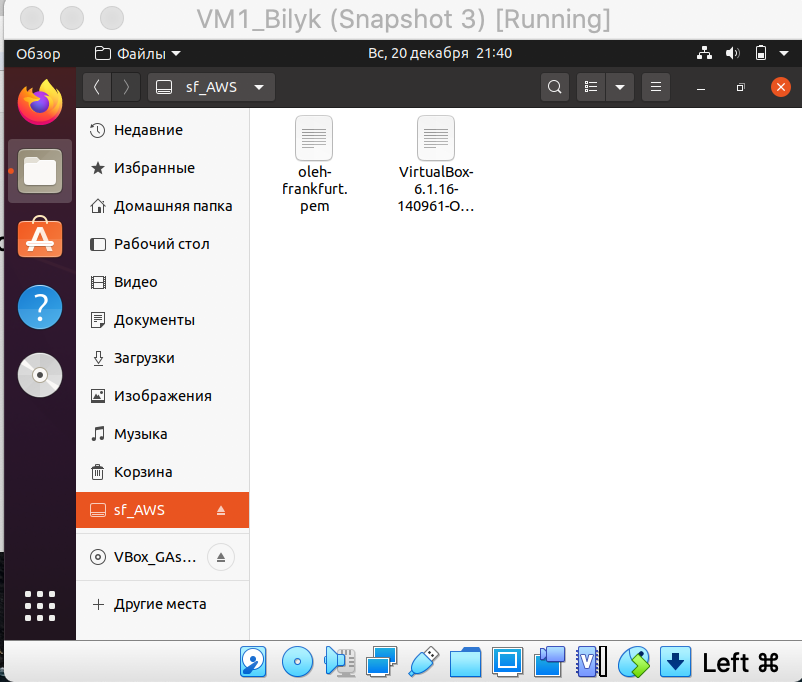 VM1_Bilyk (Snapshot 3) [Running]
Обзор Файлы Вс, 20 декабря 21:40
sf_AWS
Недавние
Избранные
Домашняя папка
Рабочий стол
Видео
Документы
Загрузки
Изображения
Музыка
Корзина
sf_AWS
VBox_GAs...
Другие места
oleh-
frankfurt.
pem
VirtualBox-
6.1.16-
140961-O...
Left ⌘